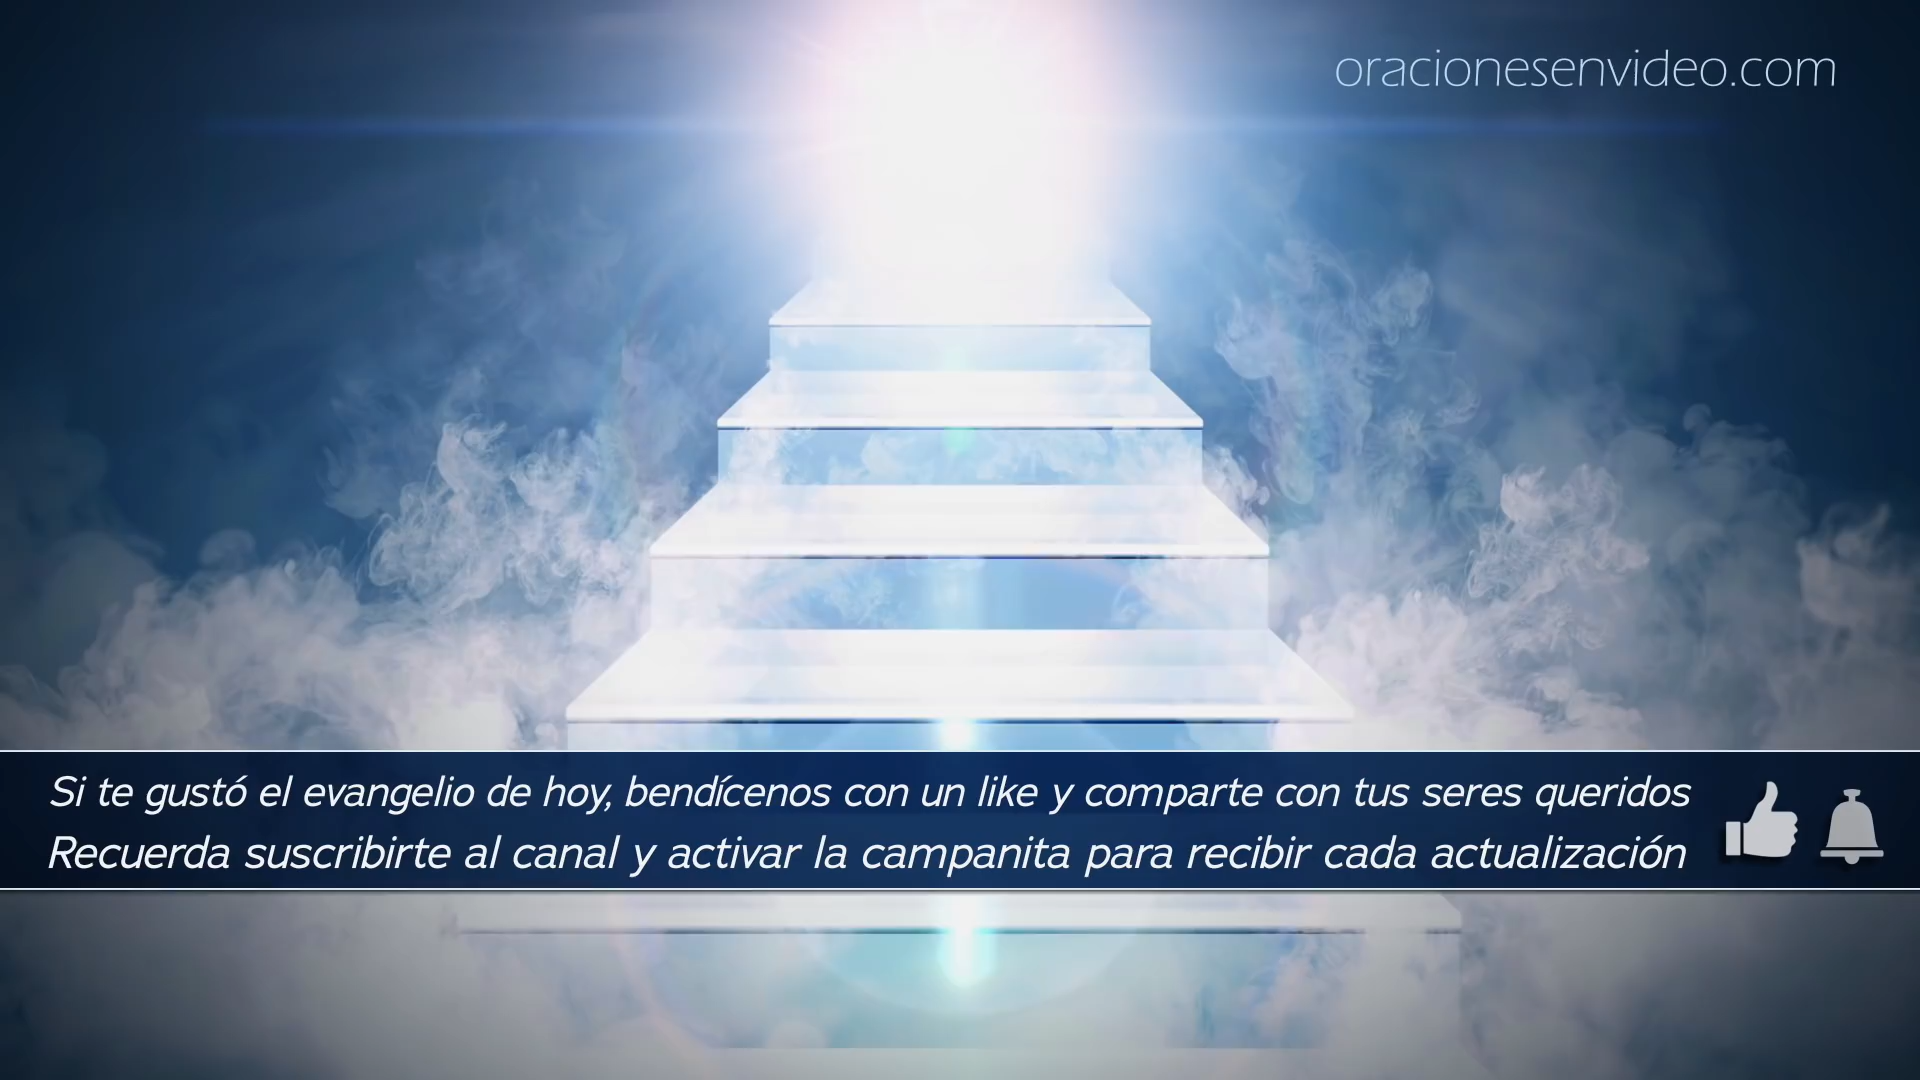 oracionesenvideo.com
Si te gustó el evangelio de hoy, bendícenos con un like y comparte con tus seres queridos
Recuerda suscribirte al canal y activar la campanita para recibir cada actualización